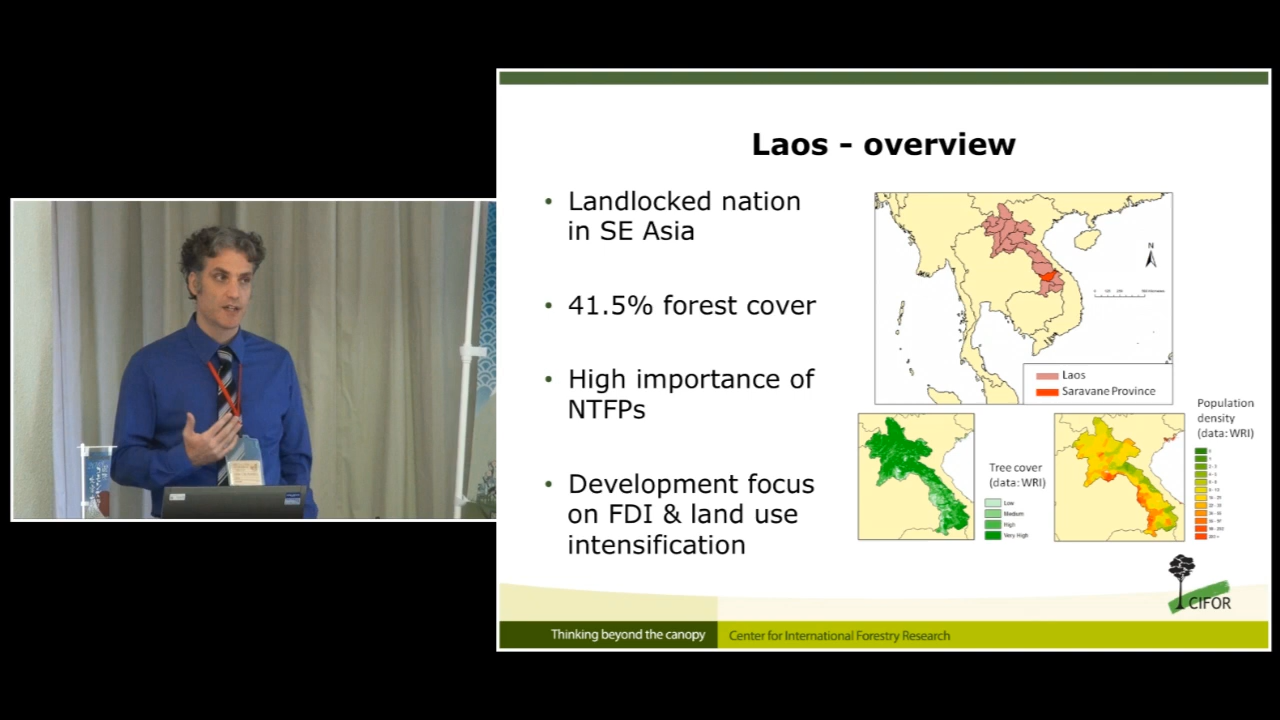 Laos - overview
• Landlocked nation
in SE Asia
• 41.5% forest cover
• High importance of
NTFPs
• Development focus
on FDI & land use
intensification
N
Laos
Saravane Province
Tree cover
(data: WRI)
Low
Medium
High
Very High
Population
density
(data: WRI)
CIFOR
Thinking beyond the canopy
Center for International Forestry Research